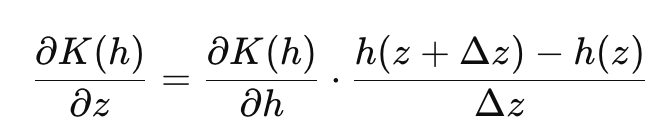 ∂K(h)/∂z = ∂K(h)/∂h · h(z + Δz) − h(z)/Δz